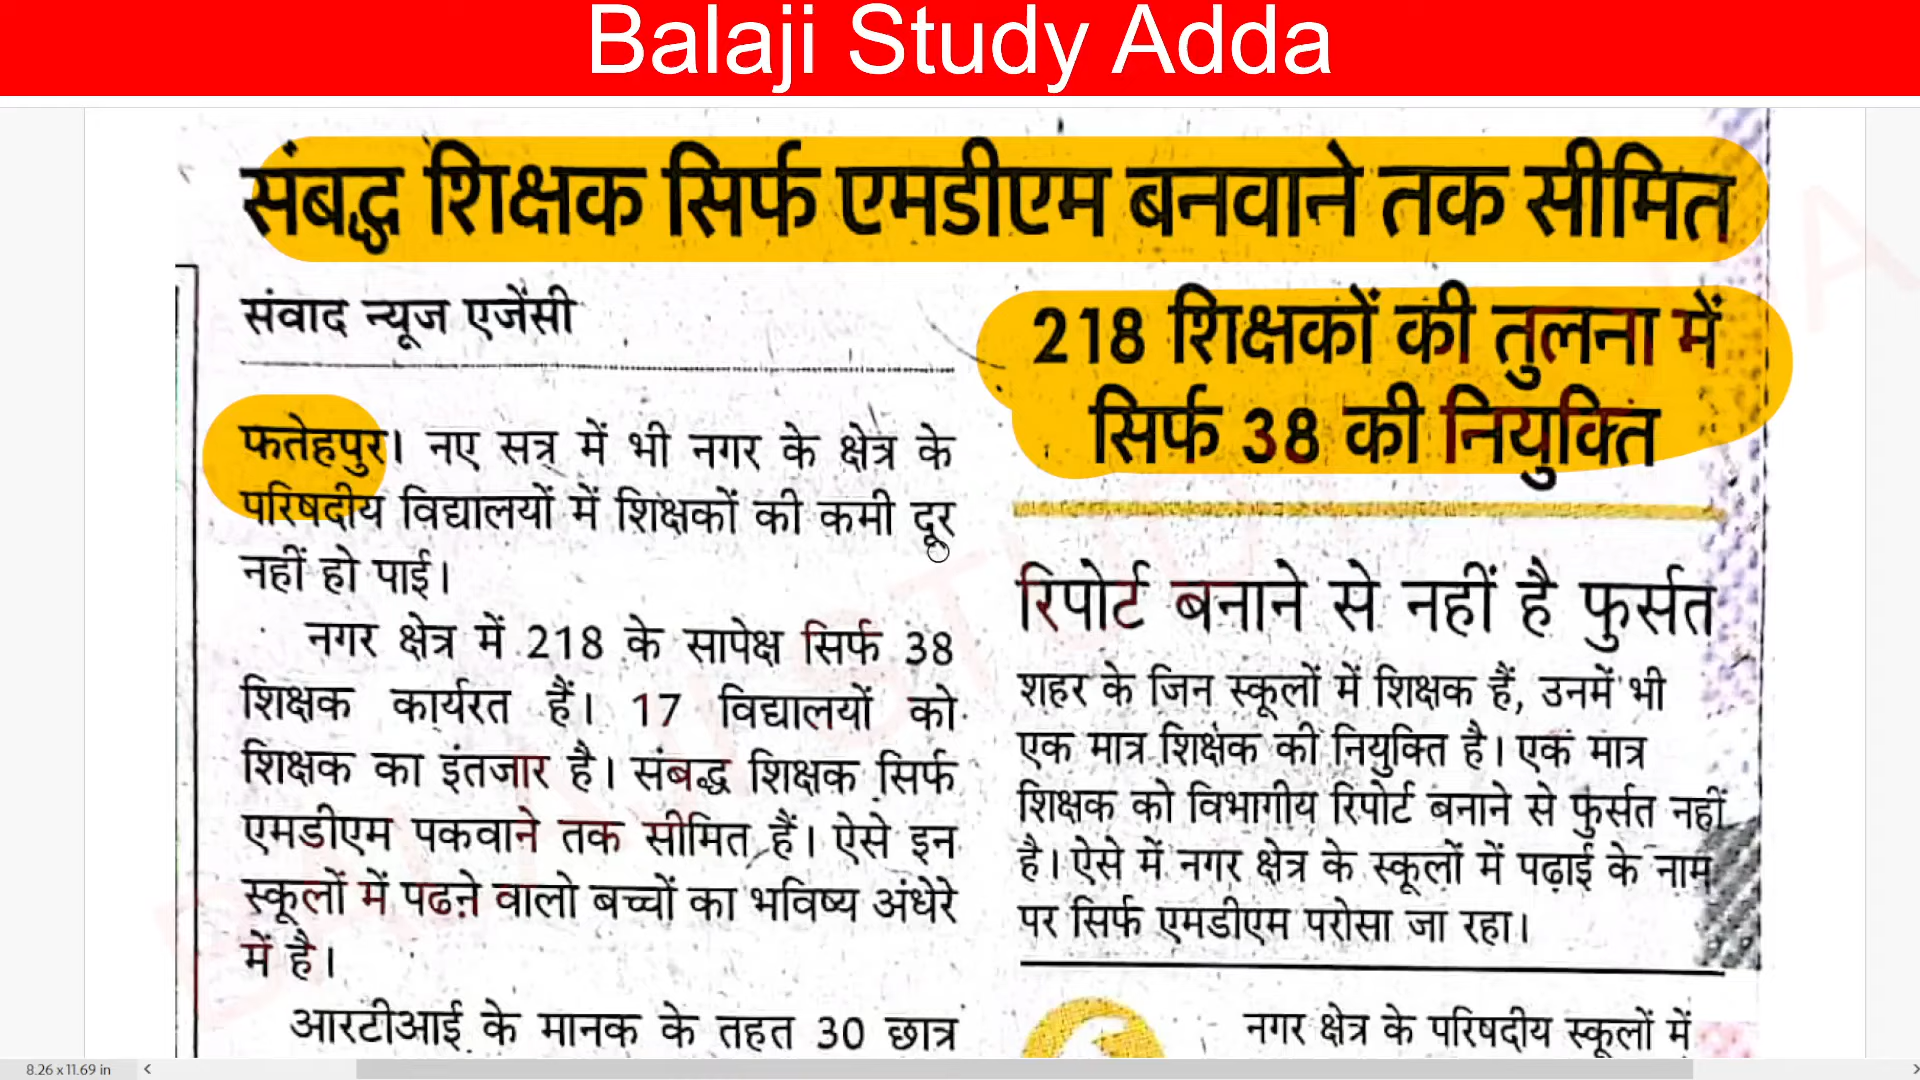 Balaji Study Adda
संबद्ध शिक्षक सिर्फ एमडीएम बनवाने तक सीमित
संवाद न्यूज एजेंसी
फतेहपुर। नए सत्र में भी नगर के क्षेत्र के
परिषदीय विद्यालयों में शिक्षकों की कमी दूर
नहीं हो पाई।
नगर क्षेत्र में 218 के सापेक्ष सिर्फ 38
शिक्षक कार्यरत हैं। 17 विद्यालयों को
शिक्षक का इंतजार है। संबद्ध शिक्षक सिर्फ
एमडीएम पकवाने तक सीमित हैं। ऐसे इन
स्कूलों में पढऩे वालो बच्चों का भविष्य अंधेरे
में है।
आरटीआई के मानक के तहत 30 छात्र
218 शिक्षकों की तुलना में
सिर्फ 38 की नियुक्ति
रिपोर्ट बनाने से नहीं है फुर्सत
शहर के जिन स्कूलों में शिक्षक हैं, उनमें भी
एक मात्र शिक्षक की नियुक्ति है। एक मात्र
शिक्षक को विभागीय रिपोर्ट बनाने से फुर्सत नहीं
है। ऐसे में नगर क्षेत्र के स्कूलों में पढ़ाई के नाम
पर सिर्फ एमडीएम परोसा जा रहा।
नगर क्षेत्र के परिषदीय स्कूलों में
8.26 x 11.69 in